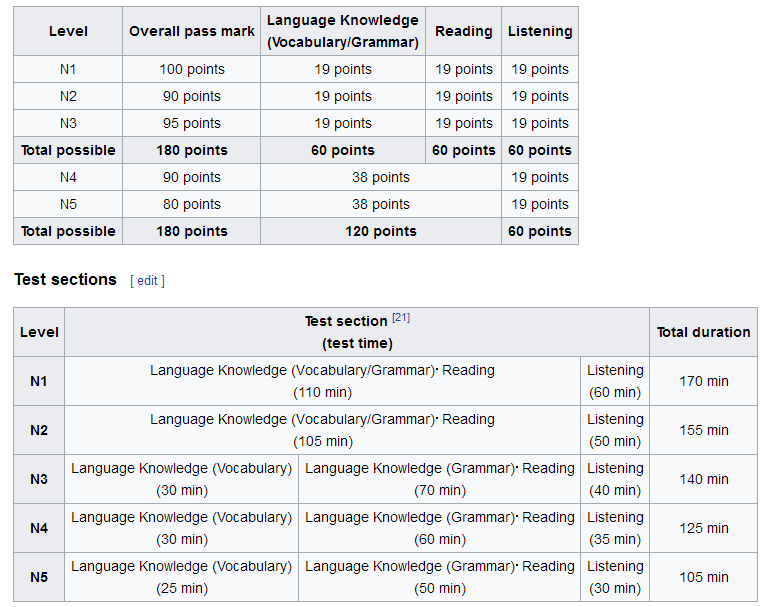 Level Overall pass mark Language Knowledge (Vocabulary/Grammar) Reading Listening
N1 100 points 19 points 19 points 19 points
N2 90 points 19 points 19 points 19 points
N3 95 points 19 points 19 points 19 points
Total possible 180 points 60 points 60 points 60 points
N4 90 points 38 points 19 points
N5 80 points 38 points 19 points
Total possible 180 points 120 points 60 points
Test sections [ edit ]
Level Test section [21] (test time) Total duration
N1 Language Knowledge (Vocabulary/Grammar)· Reading (110 min) Listening (60 min) 170 min
N2 Language Knowledge (Vocabulary/Grammar)· Reading (105 min) Listening (50 min) 155 min
N3 Language Knowledge (Vocabulary) (30 min) Language Knowledge (Grammar)· Reading (70 min) Listening (40 min) 140 min
N4 Language Knowledge (Vocabulary) (30 min) Language Knowledge (Grammar)· Reading (60 min) Listening (35 min) 125 min
N5 Language Knowledge (Vocabulary) (25 min) Language Knowledge (Grammar)· Reading (50 min) Listening (30 min) 105 min